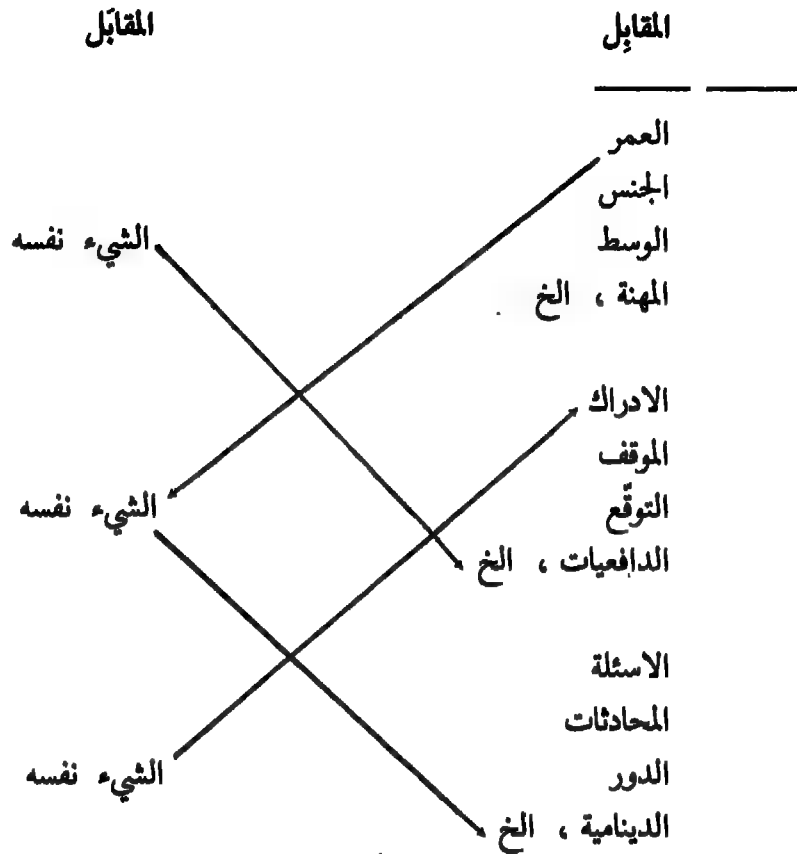 المقابِل المقابَل
العمر
الجنس
الوسط الشيء نفسه
المهنة ، الخ
الادراك
الموقف
التوقّع الشيء نفسه
الدافعيات ، الخ
الاسئلة
المحادثات
الدور الشيء نفسه
الدينامية ، الخ